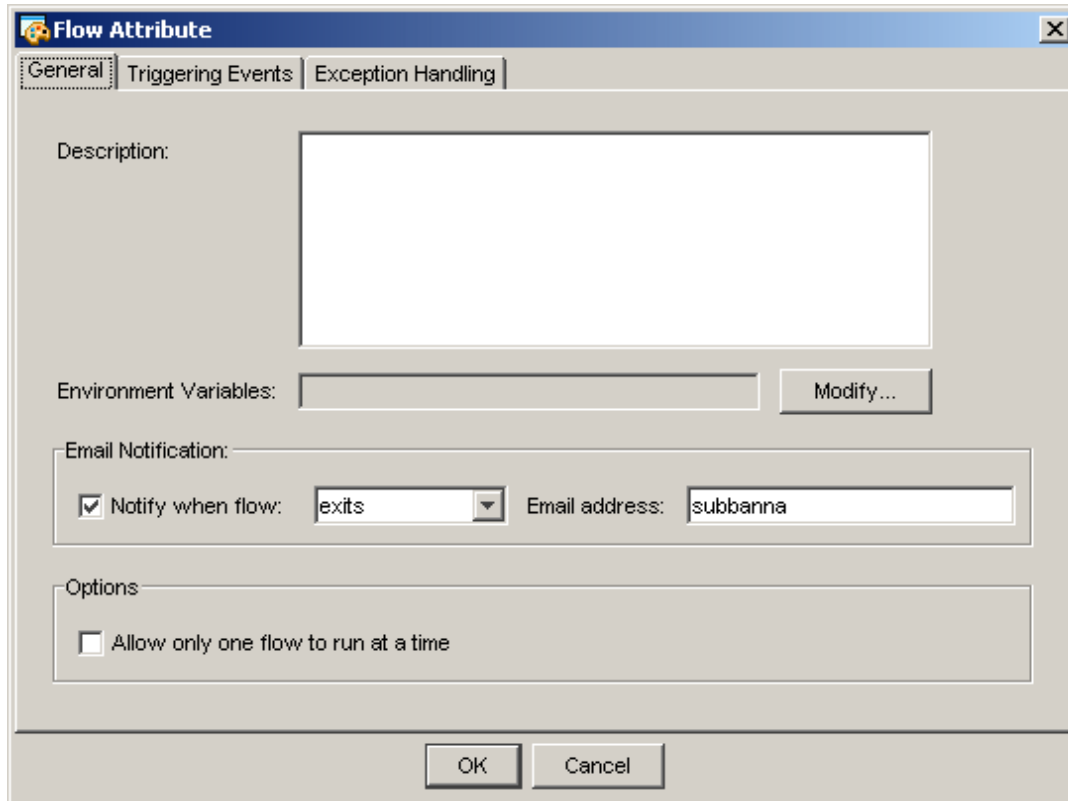 Flow Attribute
General Triggering Events Exception Handling
Description:
Environment Variables: Modify...
Email Notification:
Notify when flow: exits Email address: subbanna
Options
Allow only one flow to run at a time
OK Cancel